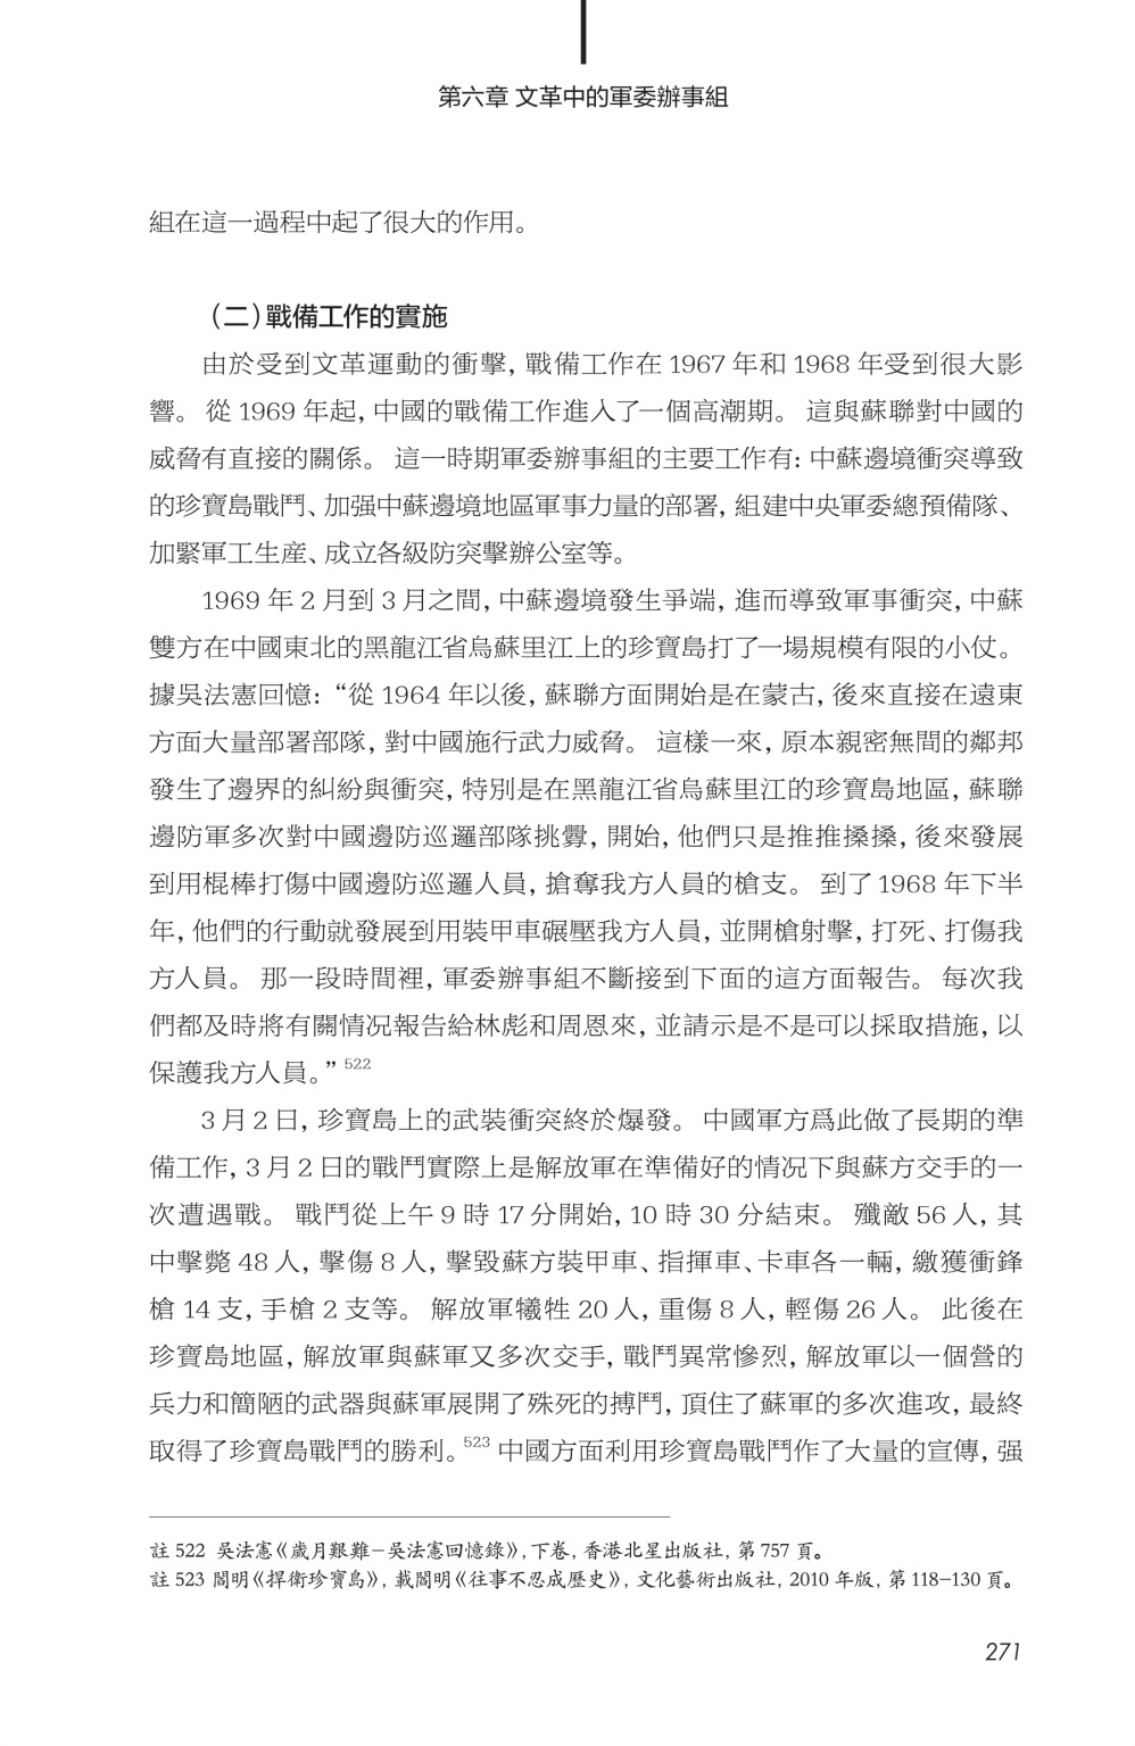 第六章 文革中的軍委辦事組
組在這一過程中起了很大的作用。
（二）戰備工作的實施
由於受到文革運動的衝擊，戰備工作在 1967 年和 1968 年受到很大影
響。 從 1969 年起，中國的戰備工作進入了一個高潮期。 這與蘇聯對中國的
威脅有直接的關係。 這一時期軍委辦事組的主要工作有：中蘇邊境衝突導致
的珍寶島戰鬥、加强中蘇邊境地區軍事力量的部署，組建中央軍委總預備隊、
加緊軍工生産、成立各級防突擊辦公室等。
1969 年 2 月到 3 月之間，中蘇邊境發生爭端，進而導致軍事衝突，中蘇
雙方在中國東北的黑龍江省烏蘇里江上的珍寶島打了一場規模有限的小仗。
據吳法憲回憶：“從 1964 年以後，蘇聯方面開始是在蒙古，後來直接在遠東
方面大量部署部隊，對中國施行武力威脅。 這樣一來，原本親密無間的鄰邦
發生了邊界的糾紛與衝突，特別是在黑龍江省烏蘇里江的珍寶島地區，蘇聯
邊防軍多次對中國邊防巡邏部隊挑釁，開始，他們只是推推搡搡，後來發展
到用棍棒打傷中國邊防巡邏人員，搶奪我方人員的槍支。 到了 1968 年下半
年，他們的行動就發展到用裝甲車碾壓我方人員，並開槍射擊，打死、打傷我
方人員。 那一段時間裡，軍委辦事組不斷接到下面的這方面報告。 每次我
們都及時將有關情况報告給林彪和周恩來，並請示是不是可以採取措施，以
保護我方人員。” 522
3 月 2 日，珍寶島上的武裝衝突終於爆發。 中國軍方爲此做了長期的準
備工作，3 月 2 日的戰鬥實際上是解放軍在準備好的情况下與蘇方交手的一
次遭遇戰。 戰鬥從上午 9 時 17 分開始，10 時 30 分結束。 殲敵 56 人，其
中擊斃 48 人，擊傷 8 人，擊毀蘇方裝甲車、指揮車、卡車各一輛，繳獲衝鋒
槍 14 支，手槍 2 支等。 解放軍犧牲 20 人，重傷 8 人，輕傷 26 人。 此後在
珍寶島地區，解放軍與蘇軍又多次交手，戰鬥異常慘烈，解放軍以一個營的
兵力和簡陋的武器與蘇軍展開了殊死的搏鬥，頂住了蘇軍的多次進攻，最終
取得了珍寶島戰鬥的勝利。523 中國方面利用珍寶島戰鬥作了大量的宣傳，强
註 522 吳法憲《歲月艱難－吳法憲回憶錄》，下卷，香港北星出版社，第 757 頁。
註 523 閻明《捍衛珍寶島》，載閻明《往事不忍成歷史》，文化藝術出版社，2010 年版，第 118–130 頁。
271